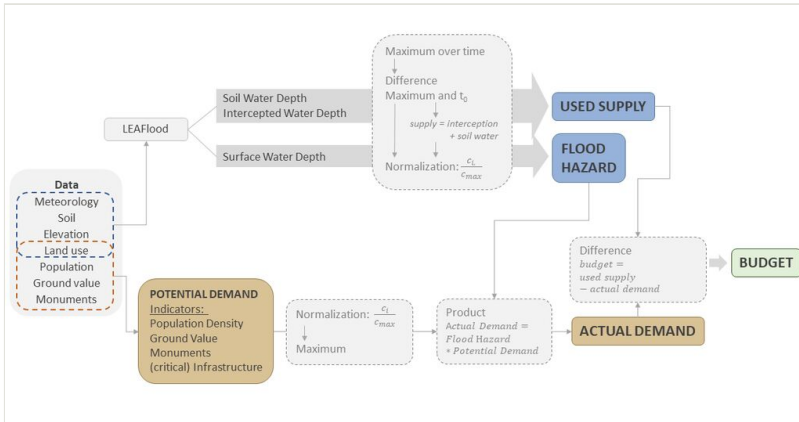 Maximum over time
Difference
Maximum and t₀
supply = interception
+ soil water
Normalization: cᵢ/cₘₐₓ
Soil Water Depth
Intercepted Water Depth
Surface Water Depth
LEAFlood
USED SUPPLY
FLOOD
HAZARD
Data
Meteorology
Soil
Elevation
Land use
Population
Ground value
Monuments
POTENTIAL DEMAND
Indicators:
Population Density
Ground Value
Monuments
(critical) Infrastructure
Normalization: cᵢ/cₘₐₓ
Maximum
Product
Actual Demand =
Flood Hazard
* Potential Demand
ACTUAL DEMAND
Difference
budget =
used supply
− actual demand
BUDGET